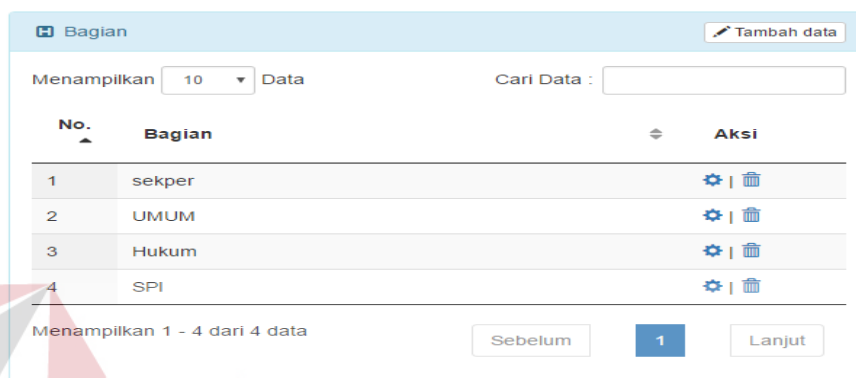 Bagian Tambah data
Menampilkan 10 Data Cari Data :
No. Bagian Aksi
1 sekper |
2 UMUM |
3 Hukum |
4 SPI |
Menampilkan 1 - 4 dari 4 data Sebelum 1 Lanjut